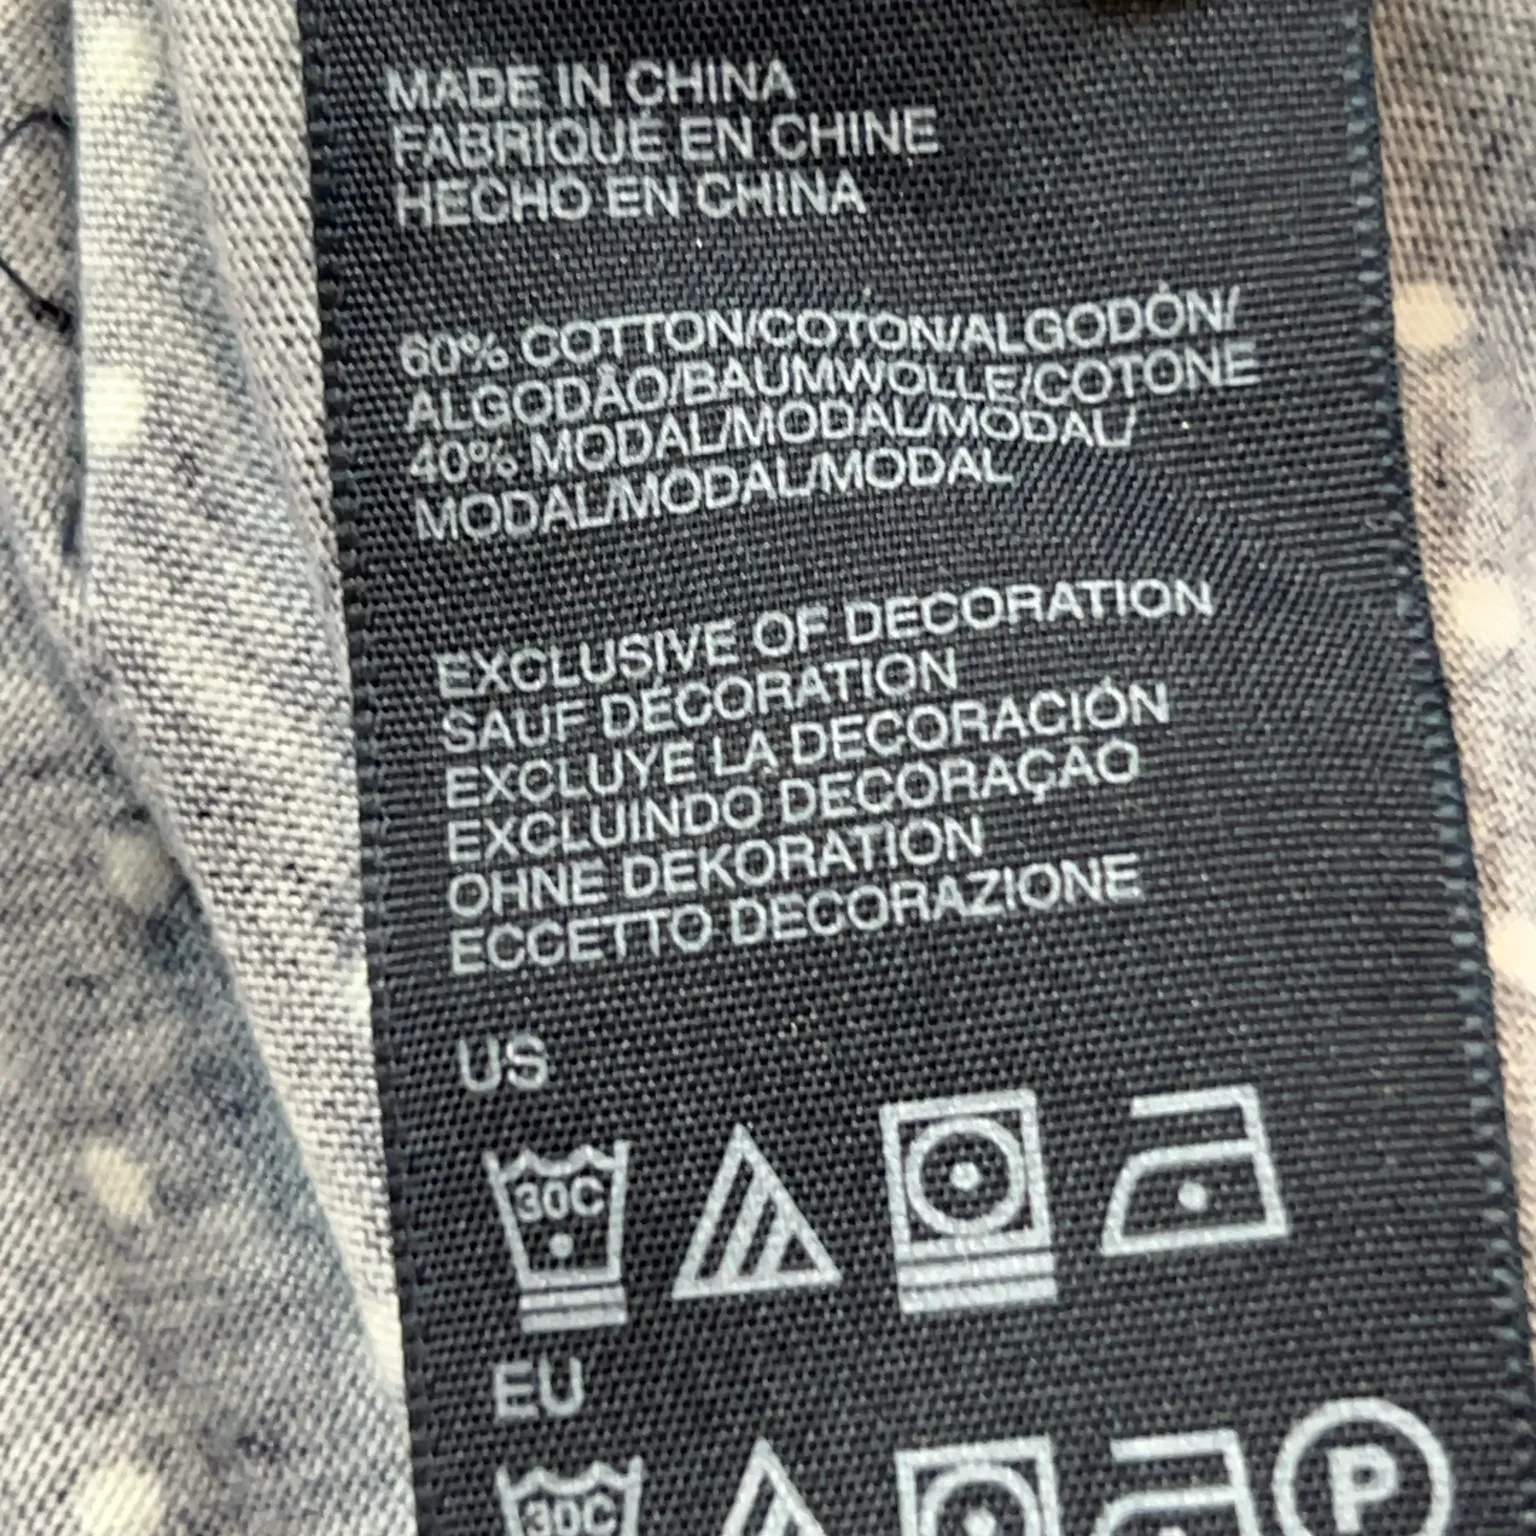 MADE IN CHINA
FABRIQUÉ EN CHINE
HECHO EN CHINA
60% COTTON/COTON/ALGODÓN/
ALGODÃO/BAUMWOLLE/COTONE
40% MODAL/MODAL/MODAL/
MODAL/MODAL/MODAL
EXCLUSIVE OF DECORATION
SAUF DÉCORATION
EXCLUYE LA DECORACIÓN
EXCLUINDO DECORAÇÃO
OHNE DEKORATION
ECCETTO DECORAZIONE
US
30C
EU
30C P